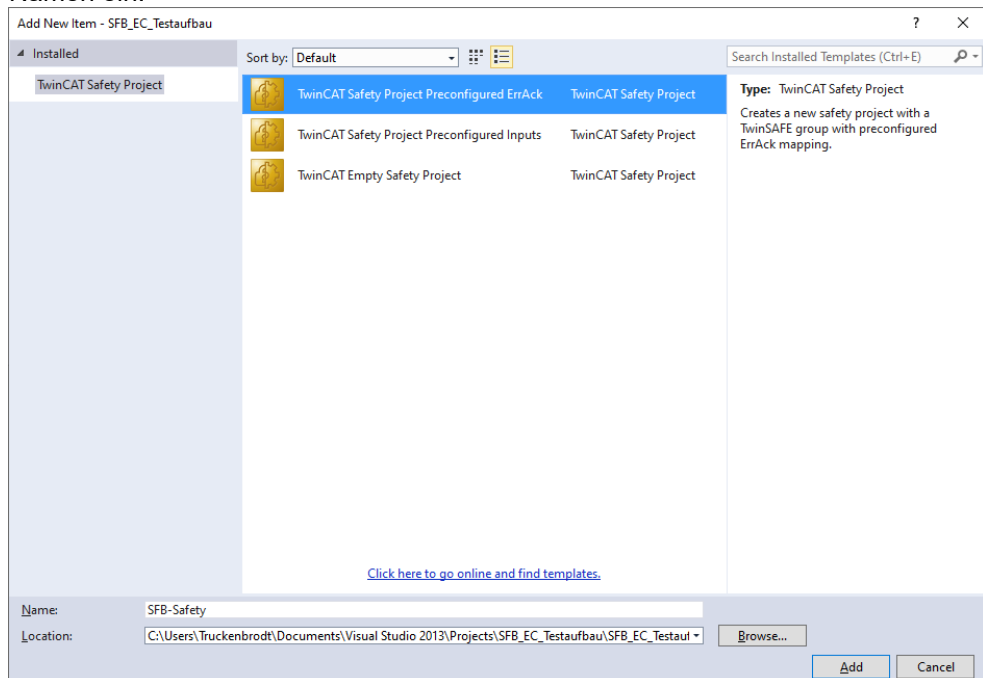 Add New Item - SFB_EC_Testaufbau ? ×
Installed
TwinCAT Safety Project
Sort by: Default
Search Installed Templates (Ctrl+E)
TwinCAT Safety Project Preconfigured ErrAck TwinCAT Safety Project
TwinCAT Safety Project Preconfigured Inputs TwinCAT Safety Project
TwinCAT Empty Safety Project TwinCAT Safety Project
Type: TwinCAT Safety Project
Creates a new safety project with a
TwinSAFE group with preconfigured
ErrAck mapping.
Click here to go online and find templates.
Name: SFB-Safety
Location: C:\Users\Truckenbrodt\Documents\Visual Studio 2013\Projects\SFB_EC_Testaufbau\SFB_EC_Testauf
Browse...
Add Cancel